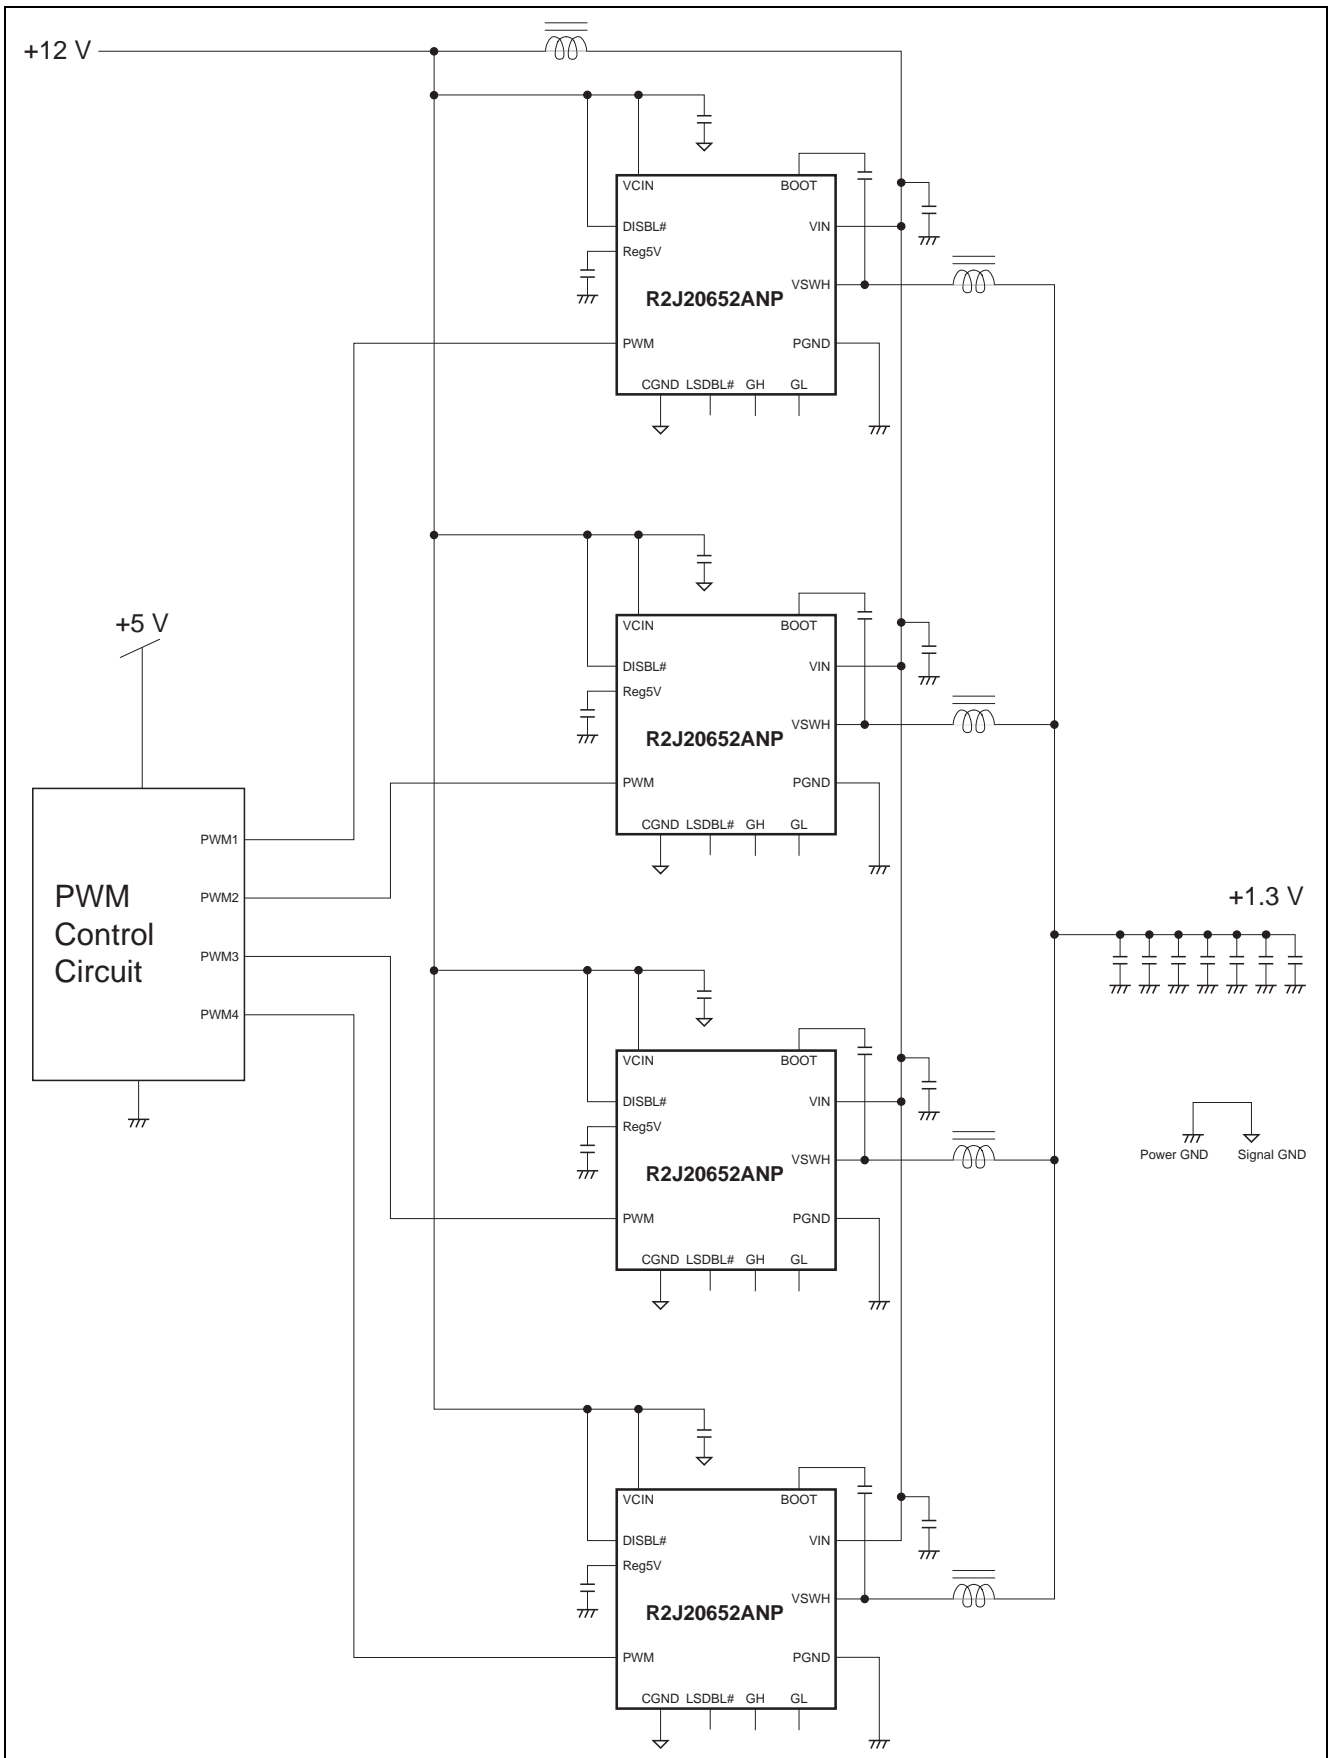 +12 V
VCIN
BOOT
DISBL#
VIN
Reg5V
VSWH
R2J20652ANP
PWM
PGND
CGND LSDBL# GH GL
+5 V
VCIN
BOOT
DISBL#
VIN
Reg5V
VSWH
R2J20652ANP
PWM
PGND
CGND LSDBL# GH GL
PWM1
PWM2
PWM3
PWM4
PWM
Control
Circuit
+1.3 V
VCIN
BOOT
DISBL#
VIN
Reg5V
VSWH
R2J20652ANP
PWM
PGND
CGND LSDBL# GH GL
Power GND
Signal GND
VCIN
BOOT
DISBL#
VIN
Reg5V
VSWH
R2J20652ANP
PWM
PGND
CGND LSDBL# GH GL